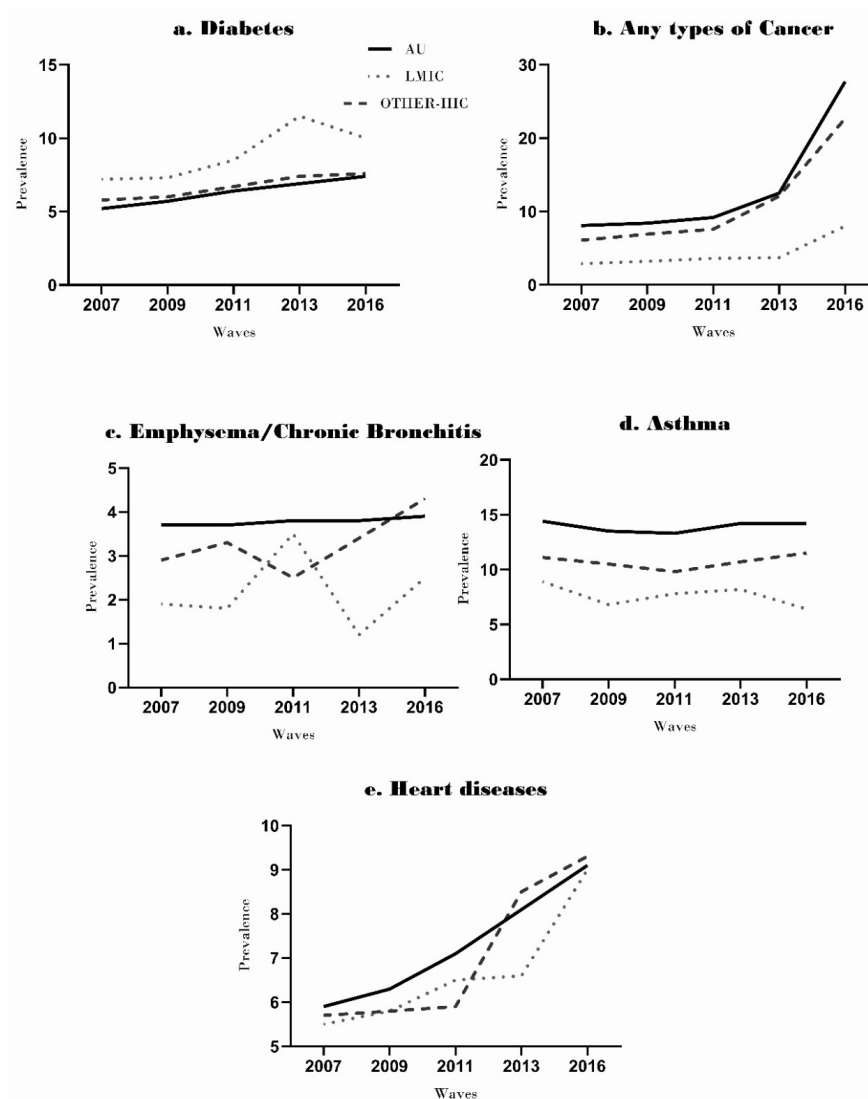 a. Diabetes
AU
LMIC
OTHER-HIC
15
10
5
0
Prevalence
2007 2009 2011 2013 2016
Waves
b. Any types of Cancer
30
20
10
0
Prevalence
2007 2009 2011 2013 2016
Waves
c. Emphysema/Chronic Bronchitis
5
4
3
2
1
0
Prevalence
2007 2009 2011 2013 2016
Waves
d. Asthma
20
15
10
5
0
Prevalence
2007 2009 2011 2013 2016
Waves
e. Heart diseases
10
9
8
7
6
5
Prevalence
2007 2009 2011 2013 2016
Waves